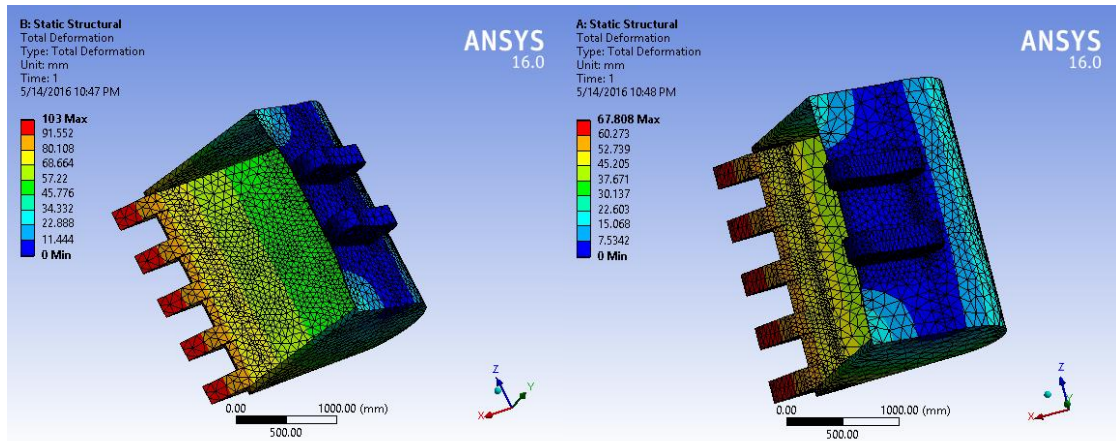 B: Static Structural
Total Deformation
Type: Total Deformation
Unit: mm
Time: 1
5/14/2016 10:47 PM
ANSYS
16.0
103 Max
91.552
80.108
68.664
57.22
45.776
34.332
22.888
11.444
0 Min
Z
Y
X
0.00
1000.00 (mm)
500.00
A: Static Structural
Total Deformation
Type: Total Deformation
Unit: mm
Time: 1
5/14/2016 10:48 PM
ANSYS
16.0
67.808 Max
60.273
52.739
45.205
37.671
30.137
22.603
15.068
7.5342
0 Min
Z
Y
X
0.00
1000.00 (mm)
500.00